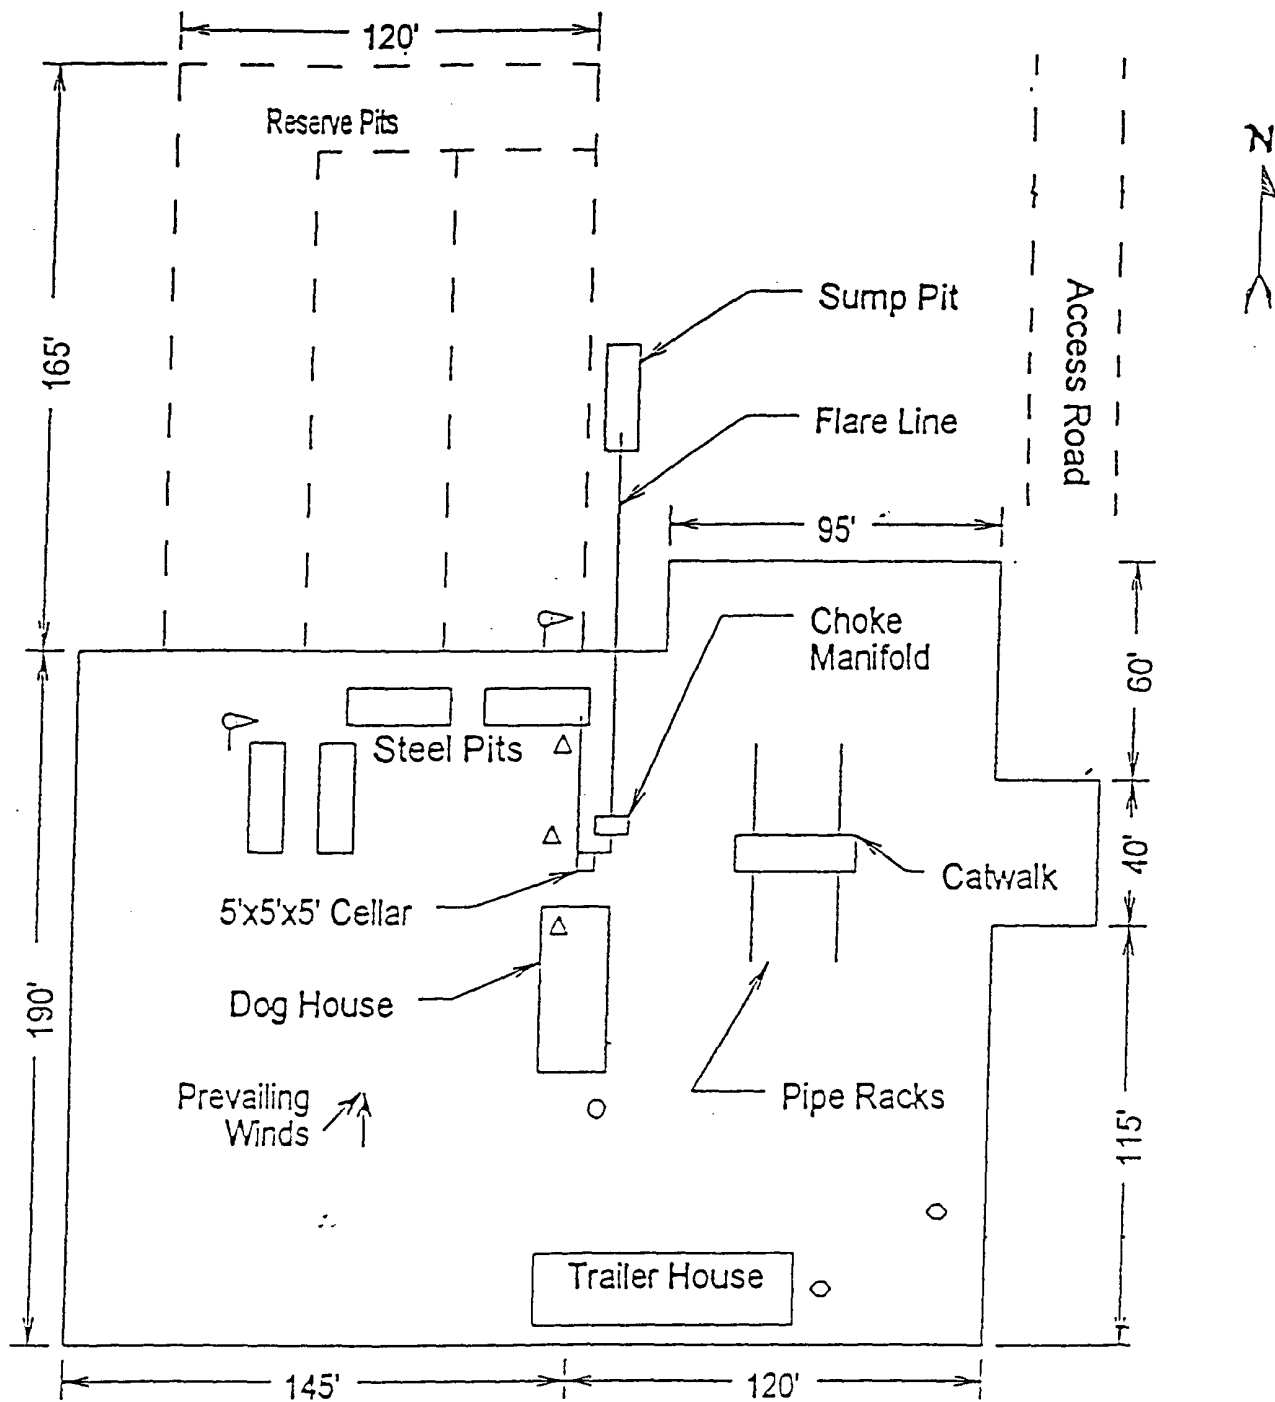 120'
Reserve Pits
N
Sump Pit
Access Road
165'
Flare Line
95'
Choke
Manifold
60'
Steel Pits
40'
Catwalk
5'x5'x5' Cellar
190'
Dog House
Prevailing
Winds
Pipe Racks
115'
Trailer House
145'
120'